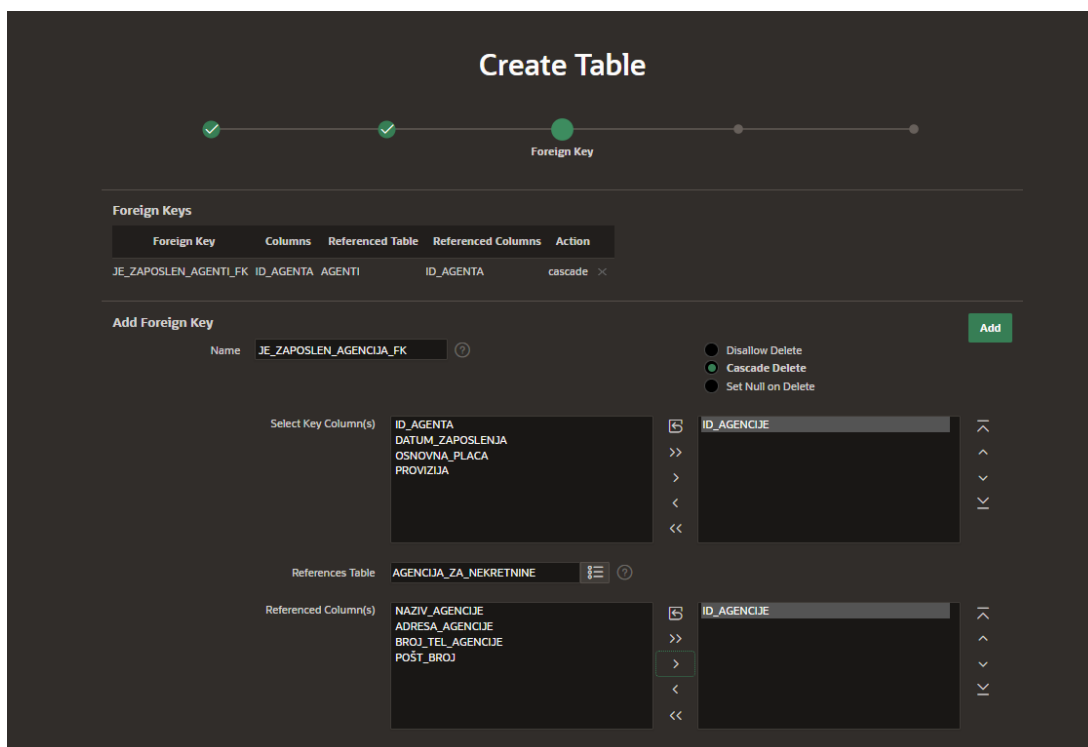 Create Table
Foreign Key
Foreign Keys
Foreign Key Columns Referenced Table Referenced Columns Action
JE_ZAPOSLEN_AGENTI_FK ID_AGENTA AGENTI ID_AGENTA cascade
Add Foreign Key
Add
Name JE_ZAPOSLEN_AGENCIJA_FK
Disallow Delete
Cascade Delete
Set Null on Delete
Select Key Column(s)
ID_AGENTA
DATUM_ZAPOSLENJA
OSNOVNA_PLACA
PROVIZIJA
ID_AGENCIJE
References Table AGENCIJA_ZA_NEKRETNINE
Referenced Column(s)
NAZIV_AGENCIJE
ADRESA_AGENCIJE
BROJ_TEL_AGENCIJE
POŠT_BROJ
ID_AGENCIJE